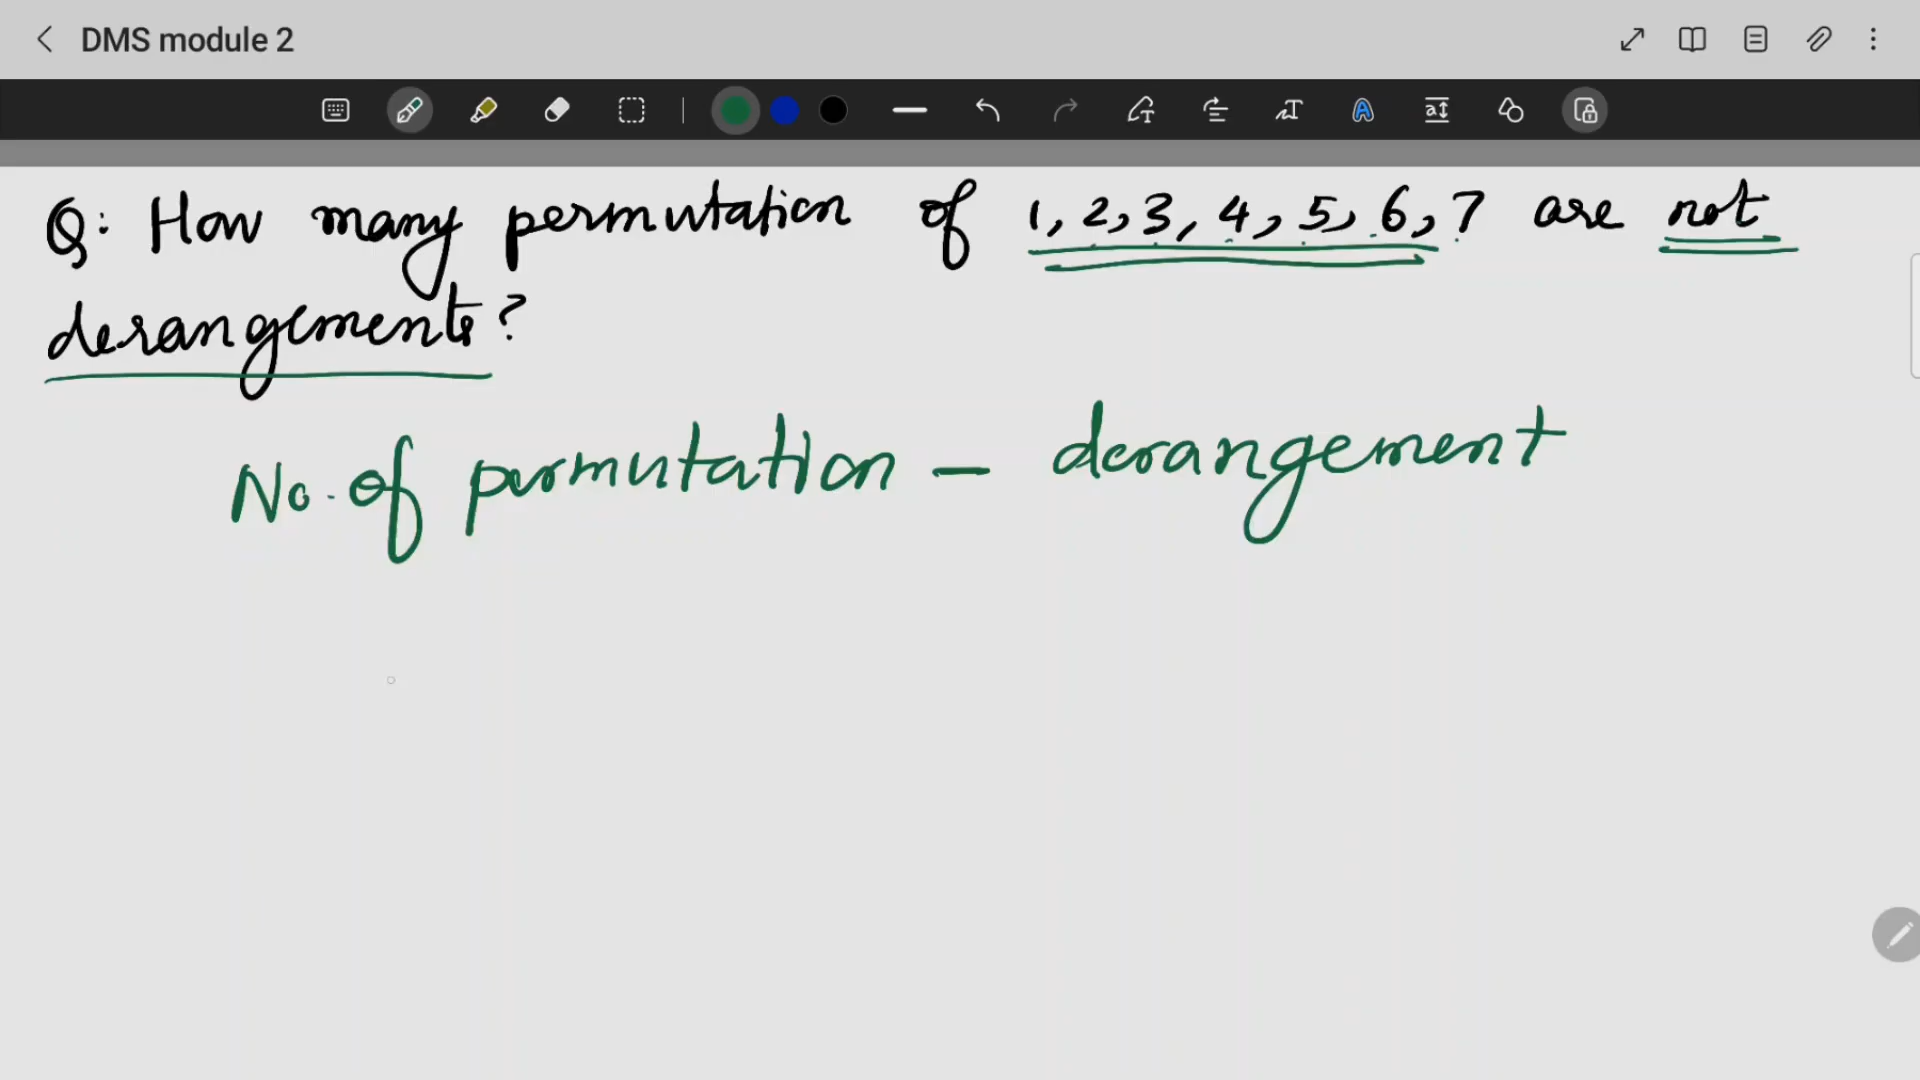 DMS module 2
Q: How many permutation of 1, 2, 3, 4, 5, 6, 7 are not
derangements?
No. of permutation - derangement